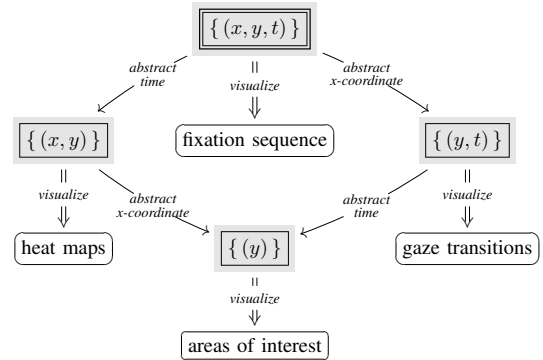 { (x, y, t) }
abstract
time
visualize
abstract
x-coordinate
{ (x, y) }
fixation sequence
{ (y, t) }
visualize
abstract
x-coordinate
abstract
time
visualize
heat maps
{ (y) }
gaze transitions
visualize
areas of interest